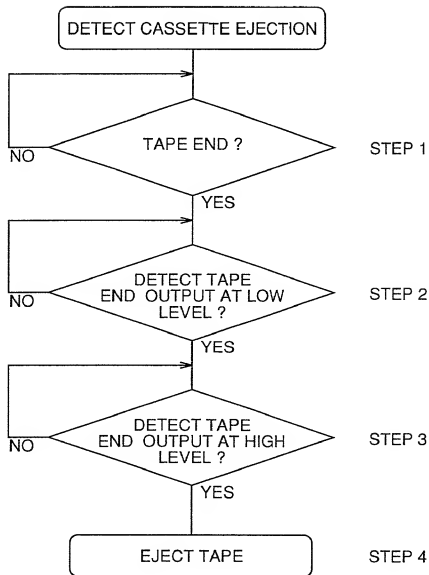 DETECT CASSETTE EJECTION
TAPE END ?
STEP 1
NO
YES
DETECT TAPE
END OUTPUT AT LOW
LEVEL ?
STEP 2
NO
YES
DETECT TAPE
END OUTPUT AT HIGH
LEVEL ?
STEP 3
NO
YES
EJECT TAPE
STEP 4